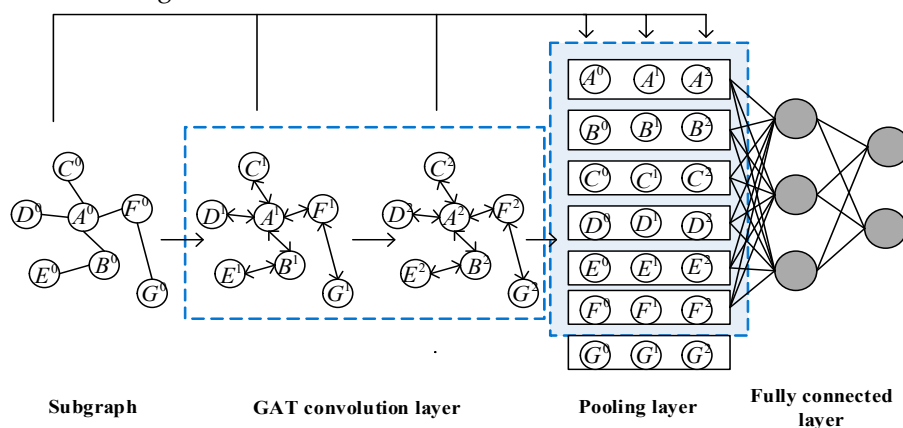 C⁰
D⁰ A⁰ F⁰
E⁰ B⁰
G⁰
C¹
D¹ A¹ F¹
E¹ B¹
G¹
C²
D² A² F²
E² B²
G²
A⁰ A¹ A²
B⁰ B¹ B²
C⁰ C¹ C²
D⁰ D¹ D²
E⁰ E¹ E²
F⁰ F¹ F²
G⁰ G¹ G²
Subgraph
GAT convolution layer
Pooling layer
Fully connected
layer